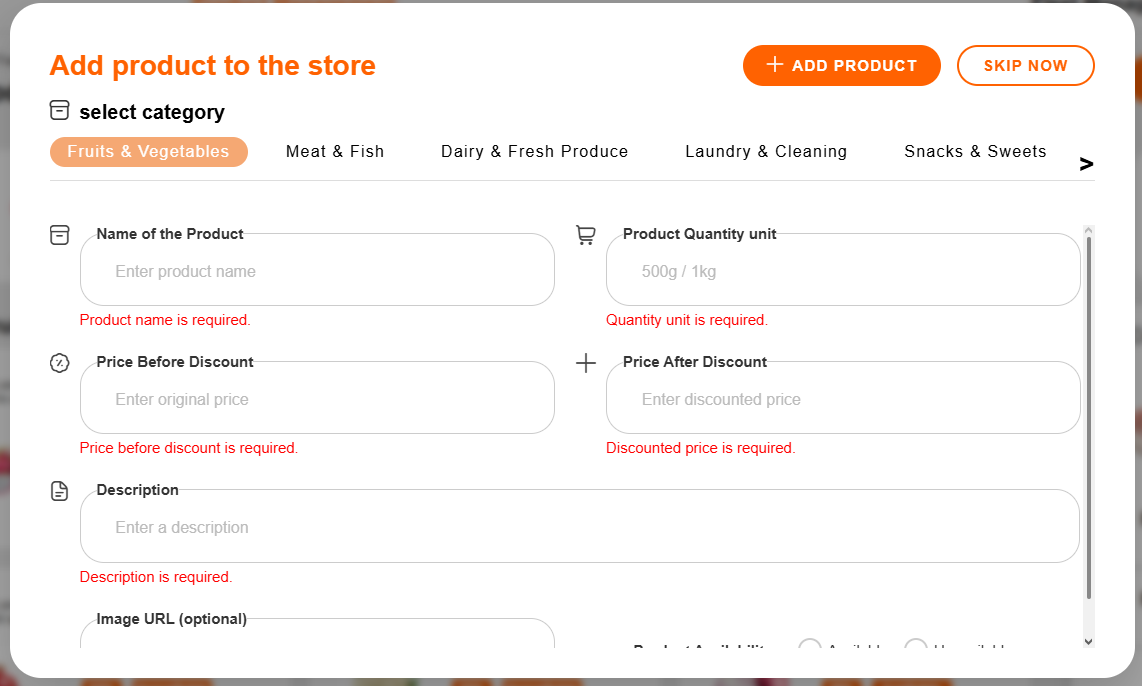 Add product to the store
ADD PRODUCT
SKIP NOW
select category
Fruits & Vegetables
Meat & Fish
Dairy & Fresh Produce
Laundry & Cleaning
Snacks & Sweets
>
Name of the Product
Enter product name
Product name is required.
Product Quantity unit
500g / 1kg
Quantity unit is required.
Price Before Discount
Enter original price
Price before discount is required.
Price After Discount
Enter discounted price
Discounted price is required.
Description
Enter a description
Description is required.
Image URL (optional)